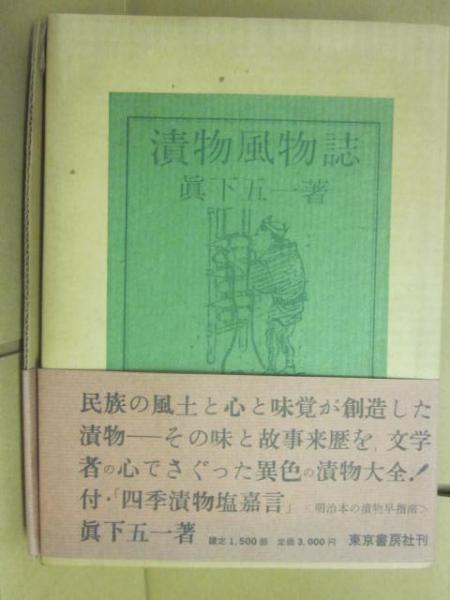 漬物風物誌
眞下五一著
民族の風土と心と味覚が創造した
漬物——その味と故事来歴を、文学
者の心でさぐった異色の漬物大全!
付・「四季漬物塩嘉言」＜明治本の漬物早指南＞
眞下五一著 限定1,500部 定価3,000円 東京書房社刊